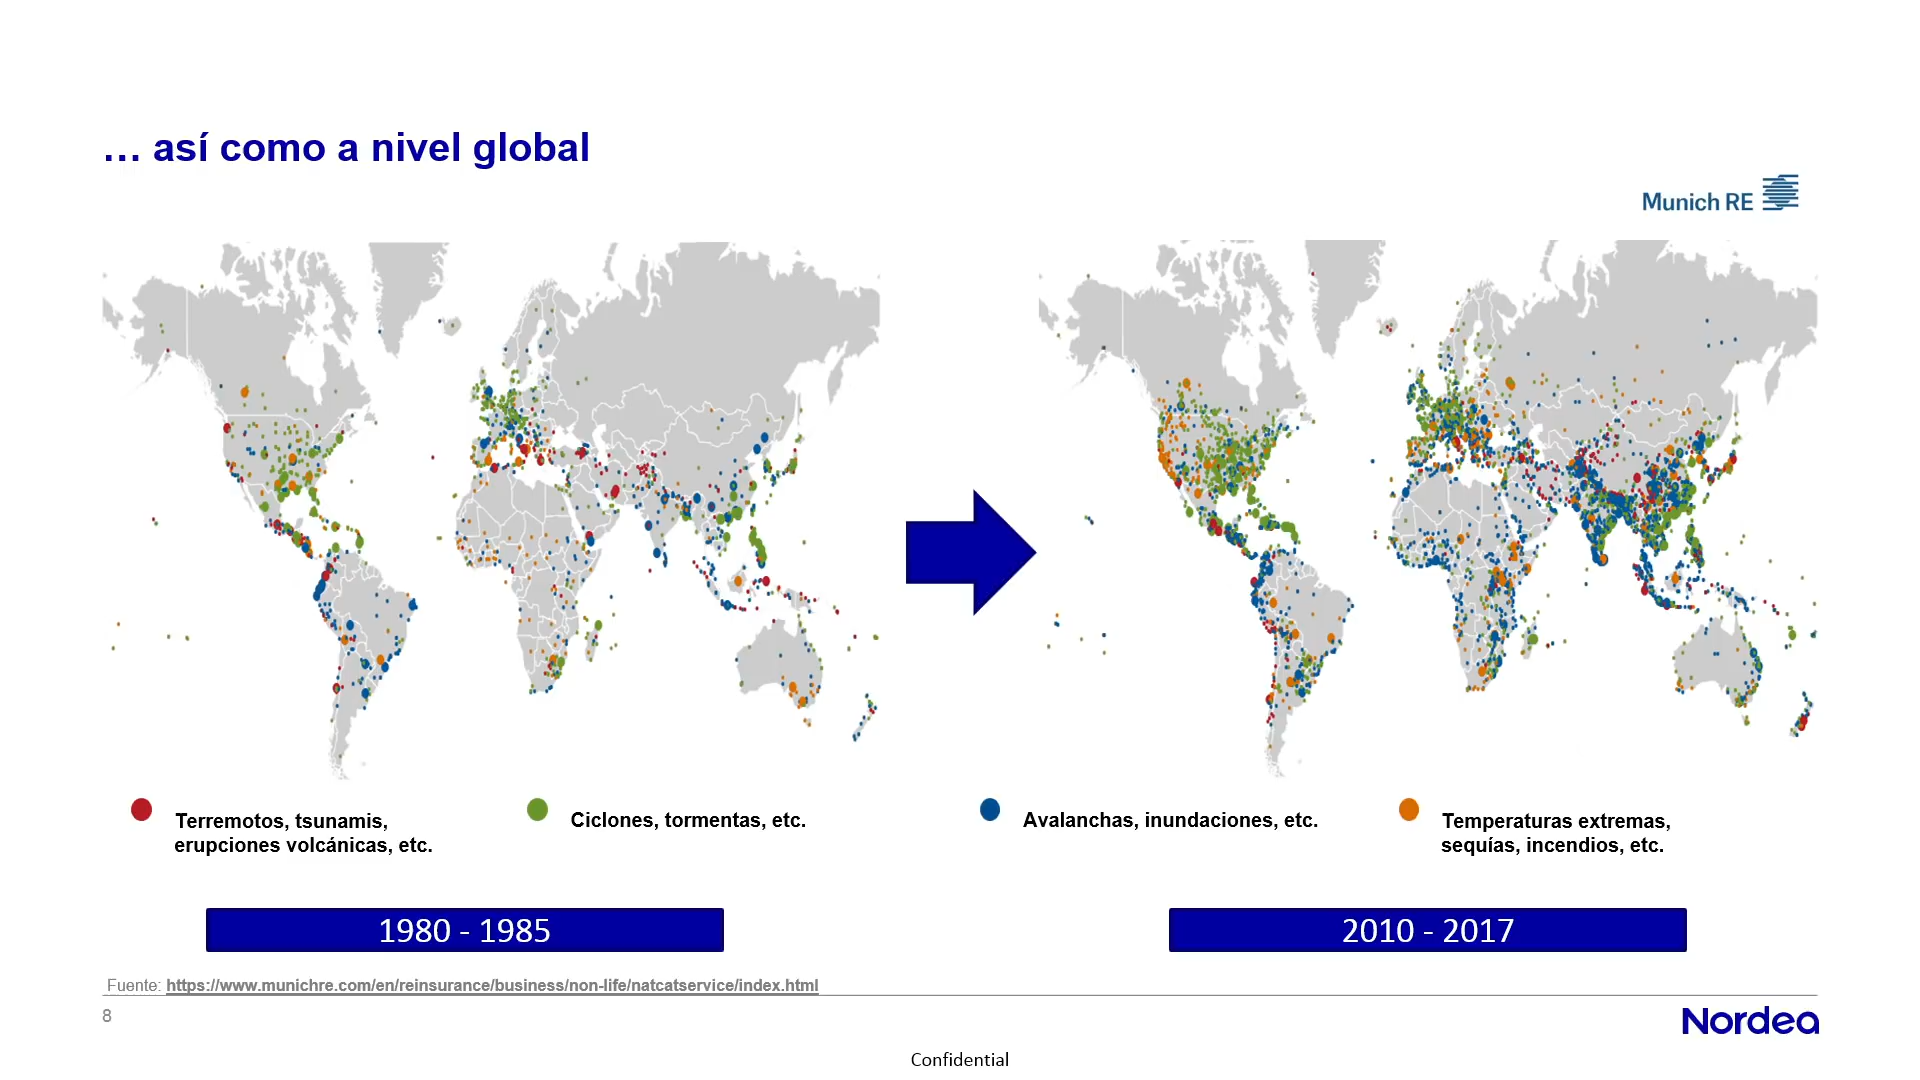 … así como a nivel global
Munich RE
Terremotos, tsunamis,
erupciones volcánicas, etc.
Ciclones, tormentas, etc.
Avalanchas, inundaciones, etc.
Temperaturas extremas,
sequías, incendios, etc.
1980 - 1985
2010 - 2017
Fuente: https://www.munichre.com/en/reinsurance/business/non-life/natcatservice/index.html
8
Nordea
Confidential